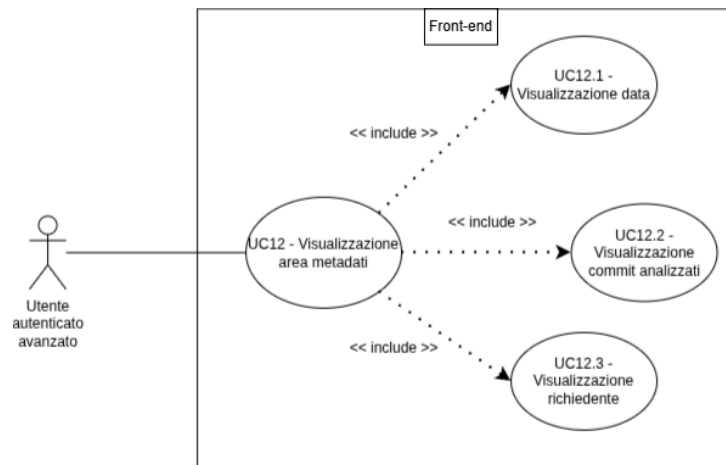 Front-end
UC12.1 -
Visualizzazione data
<< include >>
UC12 - Visualizzazione
area metadati
<< include >>
UC12.2 -
Visualizzazione
commit analizzati
Utente
autenticato
avanzato
<< include >>
UC12.3 -
Visualizzazione
richiedente